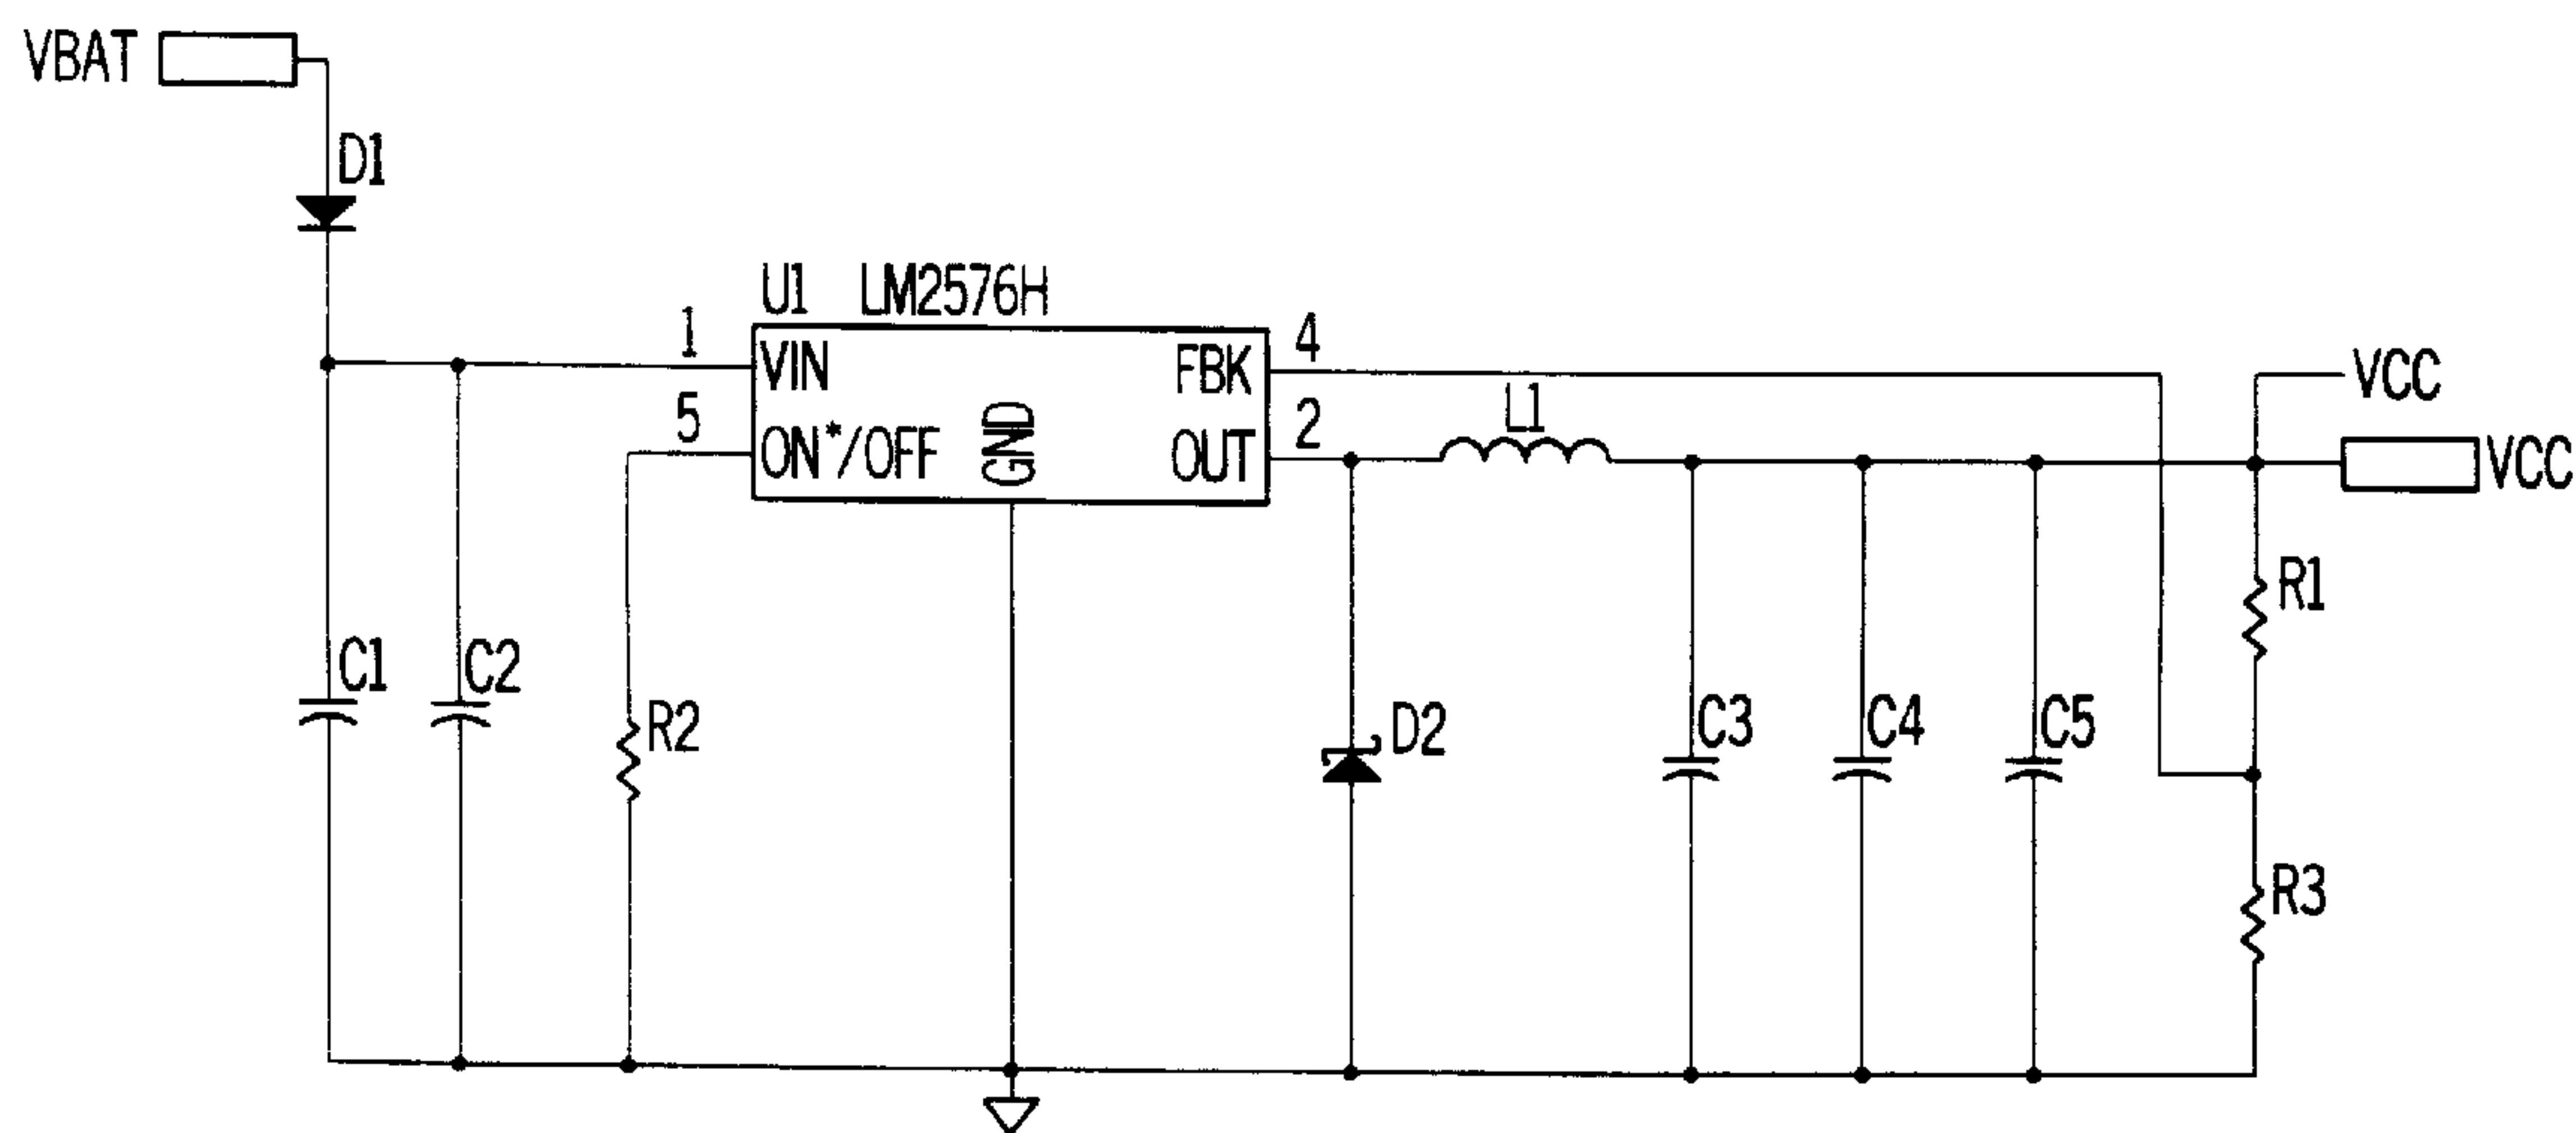 VBAT
D1
U1 LM2576H
1
VIN
4
FBK
VCC
5
ON*/OFF
GND
2
OUT
L1
VCC
R1
C1
C2
R2
D2
C3
C4
C5
R3